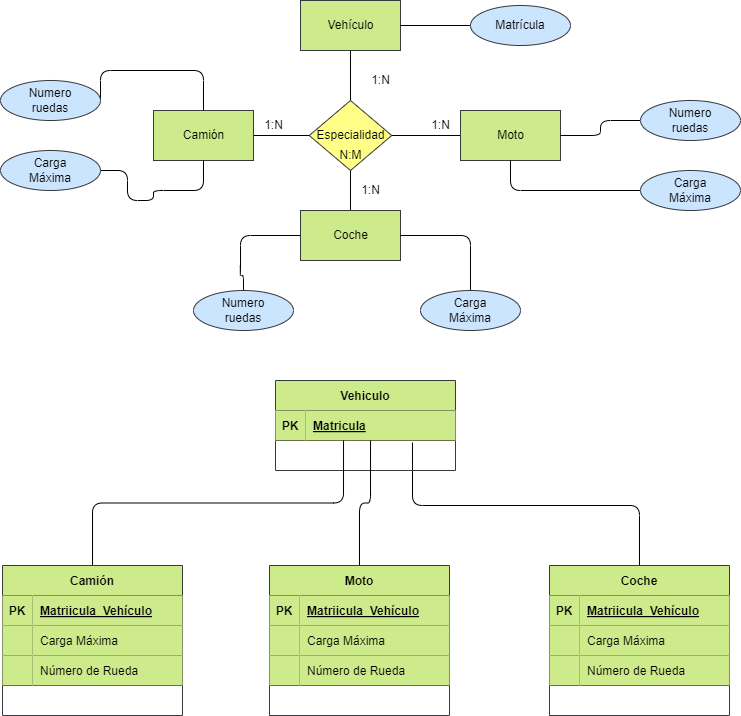 Vehículo
Matrícula
1:N
Numero
ruedas
Camión
1:N
Especialidad
N:M
1:N
Moto
Numero
ruedas
Carga
Máxima
Carga
Máxima
1:N
Coche
Numero
ruedas
Carga
Máxima
Vehiculo
PK Matricula
Camión
PK Matriicula_Vehículo
Carga Máxima
Número de Rueda
Moto
PK Matriicula_Vehículo
Carga Máxima
Número de Rueda
Coche
PK Matriicula_Vehículo
Carga Máxima
Número de Rueda